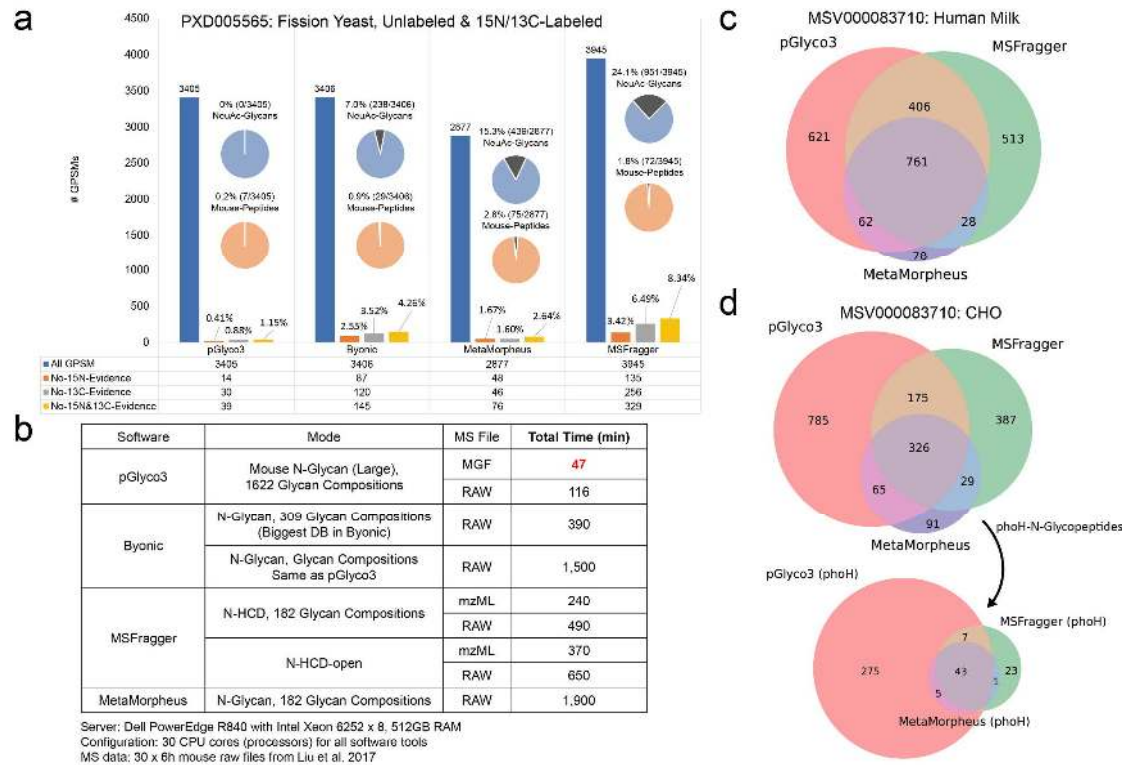 a
PXD005565: Fission Yeast, Unlabeled & 15N/13C-Labeled
# GPSMs
4500
4000
3500
3000
2500
2000
1500
1000
500
0
3405
0% (0/3405)
NeuAc-Glycans
0.2% (7/3405)
Mouse-Peptides
0.41%
0.88%
1.15%
3406
7.0% (238/3406)
NeuAc-Glycans
0.9% (29/3406)
Mouse-Peptides
2.55%
3.52%
4.26%
2877
15.3% (439/2877)
NeuAc-Glycans
2.6% (75/2877)
Mouse-Peptides
1.67%
1.60%
2.64%
3945
24.1% (951/3945)
NeuAc-Glycans
1.8% (72/3945)
Mouse-Peptides
3.42%
6.49%
8.34%
pGlyco3 Byonic MetaMorpheus MSFragger
All GPSM 3405 3406 2877 3945
No-15N-Evidence 14 87 48 135
No-13C-Evidence 30 120 46 256
No-15N&13C-Evidence 39 145 76 329
b
Software Mode MS File Total Time (min)
pGlyco3 Mouse N-Glycan (Large),
1622 Glycan Compositions
MGF 47
RAW 116
Byonic
N-Glycan, 309 Glycan Compositions
(Biggest DB in Byonic)
RAW 390
N-Glycan, Glycan Compositions
Same as pGlyco3
RAW 1,500
MSFragger
N-HCD, 182 Glycan Compositions
mzML 240
RAW 490
N-HCD-open
mzML 370
RAW 650
MetaMorpheus N-Glycan, 182 Glycan Compositions RAW 1,900
Server: Dell PowerEdge R840 with Intel Xeon 6252 x 8, 512GB RAM
Configuration: 30 CPU cores (processors) for all software tools
MS data: 30 x 6h mouse raw files from Liu et al, 2017
c
MSV000083710: Human Milk
pGlyco3
MSFragger
406
621
513
761
62
28
78
MetaMorpheus
d
MSV000083710: CHO
pGlyco3
MSFragger
175
785
387
326
65
29
91
MetaMorpheus
phoH-N-Glycopeptides
pGlyco3 (phoH)
MSFragger (phoH)
7
275
43
23
5
1
MetaMorpheus (phoH)